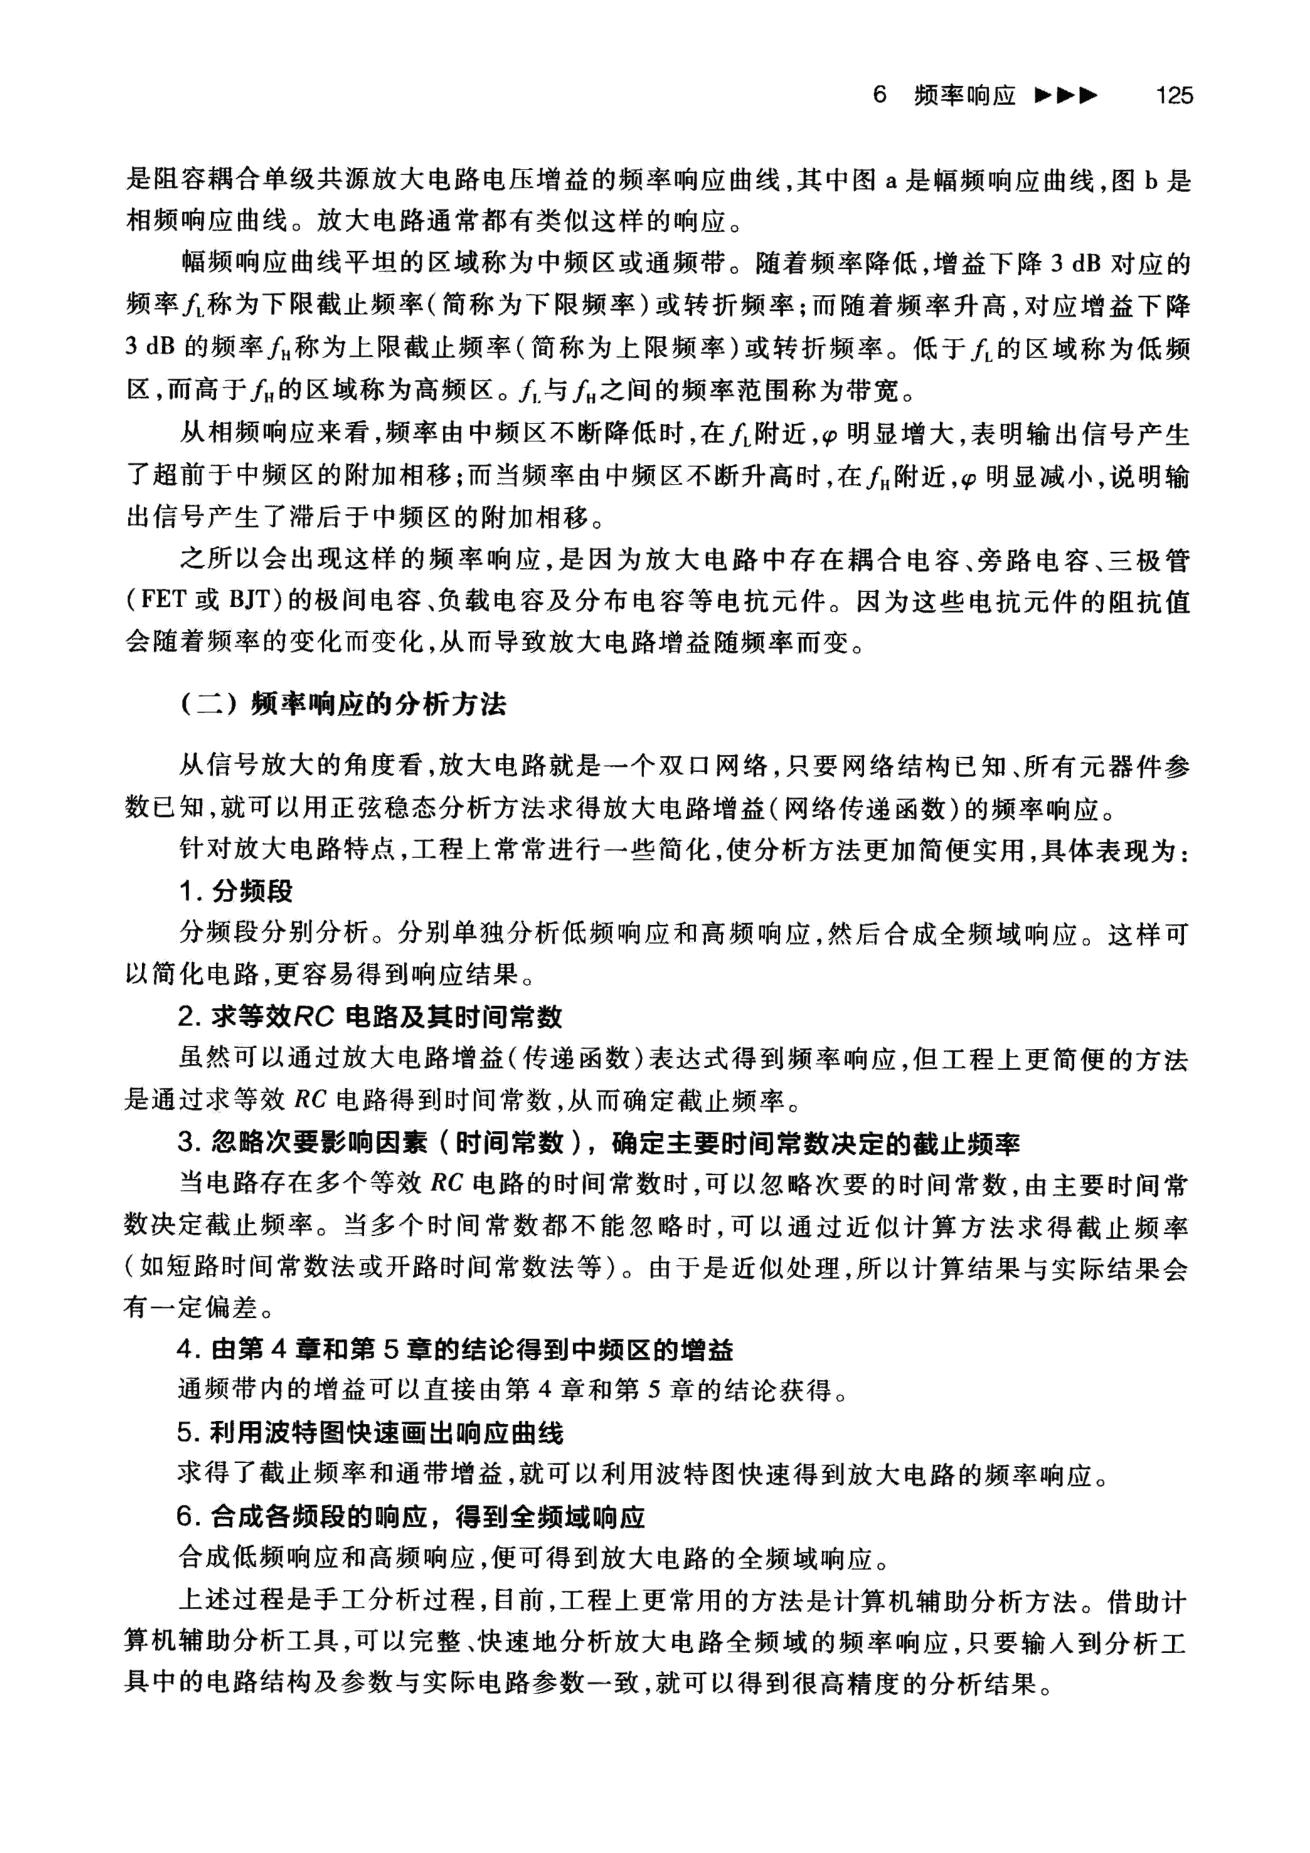 6 频率响应 ▶▶▶ 125
是阻容耦合单级共源放大电路电压增益的频率响应曲线,其中图 a 是幅频响应曲线,图 b 是
相频响应曲线。放大电路通常都有类似这样的响应。
幅频响应曲线平坦的区域称为中频区或通频带。随着频率降低,增益下降 3 dB 对应的
频率 f_L称为下限截止频率(简称为下限频率)或转折频率;而随着频率升高,对应增益下降
3 dB 的频率 f_H称为上限截止频率(简称为上限频率)或转折频率。低于 f_L的区域称为低频
区,而高于 f_H的区域称为高频区。f_L与 f_H之间的频率范围称为带宽。
从相频响应来看,频率由中频区不断降低时,在 f_L附近,φ 明显增大,表明输出信号产生
了超前于中频区的附加相移;而当频率由中频区不断升高时,在 f_H附近,φ 明显减小,说明输
出信号产生了滞后于中频区的附加相移。
之所以会出现这样的频率响应,是因为放大电路中存在耦合电容、旁路电容、三极管
(FET 或 BJT)的极间电容、负载电容及分布电容等电抗元件。因为这些电抗元件的阻抗值
会随着频率的变化而变化,从而导致放大电路增益随频率而变。
(二) 频率响应的分析方法
从信号放大的角度看,放大电路就是一个双口网络,只要网络结构已知、所有元器件参
数已知,就可以用正弦稳态分析方法求得放大电路增益(网络传递函数)的频率响应。
针对放大电路特点,工程上常常进行一些简化,使分析方法更加简便实用,具体表现为:
1. 分频段
分频段分别分析。分别单独分析低频响应和高频响应,然后合成全频域响应。这样可
以简化电路,更容易得到响应结果。
2. 求等效RC 电路及其时间常数
虽然可以通过放大电路增益(传递函数)表达式得到频率响应,但工程上更简便的方法
是通过求等效 RC 电路得到时间常数,从而确定截止频率。
3. 忽略次要影响因素(时间常数),确定主要时间常数决定的截止频率
当电路存在多个等效 RC 电路的时间常数时,可以忽略次要的时间常数,由主要时间常
数决定截止频率。当多个时间常数都不能忽略时,可以通过近似计算方法求得截止频率
(如短路时间常数法或开路时间常数法等)。由于是近似处理,所以计算结果与实际结果会
有一定偏差。
4. 由第 4 章和第 5 章的结论得到中频区的增益
通频带内的增益可以直接由第 4 章和第 5 章的结论获得。
5. 利用波特图快速画出响应曲线
求得了截止频率和通带增益,就可以利用波特图快速得到放大电路的频率响应。
6. 合成各频段的响应,得到全频域响应
合成低频响应和高频响应,便可得到放大电路的全频域响应。
上述过程是手工分析过程,目前,工程上更常用的方法是计算机辅助分析方法。借助计
算机辅助分析工具,可以完整、快速地分析放大电路全频域的频率响应,只要输入到分析工
具中的电路结构及参数与实际电路参数一致,就可以得到很高精度的分析结果。